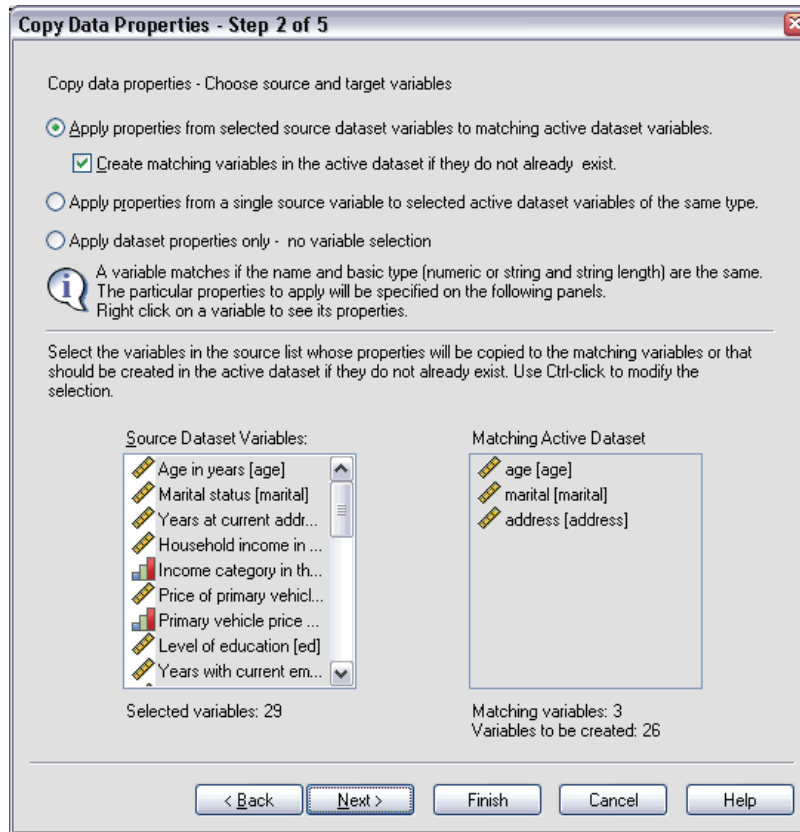 Copy Data Properties - Step 2 of 5
Copy data properties - Choose source and target variables
Apply properties from selected source dataset variables to matching active dataset variables.
Create matching variables in the active dataset if they do not already exist.
Apply properties from a single source variable to selected active dataset variables of the same type.
Apply dataset properties only - no variable selection
A variable matches if the name and basic type (numeric or string and string length) are the same.
The particular properties to apply will be specified on the following panels.
Right click on a variable to see its properties.
Select the variables in the source list whose properties will be copied to the matching variables or that
should be created in the active dataset if they do not already exist. Use Ctrl-click to modify the
selection.
Source Dataset Variables:
Age in years [age]
Marital status [marital]
Years at current addr...
Household income in ...
Income category in th...
Price of primary vehicl...
Primary vehicle price ...
Level of education [ed]
Years with current em...
Selected variables: 29
Matching Active Dataset
age [age]
marital [marital]
address [address]
Matching variables: 3
Variables to be created: 26
< Back
Next >
Finish
Cancel
Help